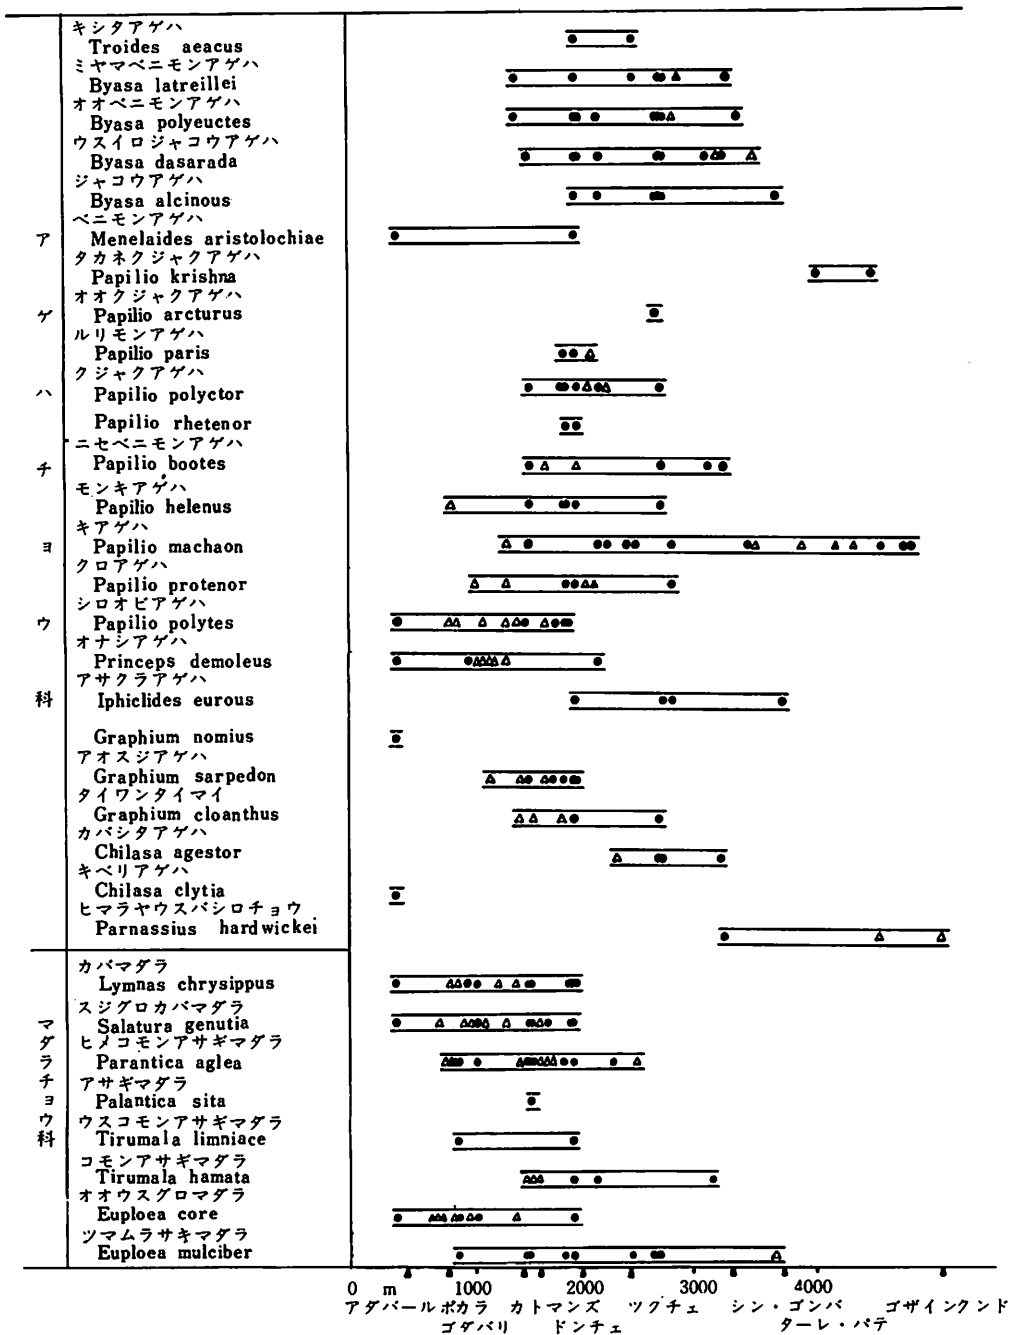 アゲハチョウ科
キシタアゲハ
Troides aeacus
ミヤマベニモンアゲハ
Byasa latreillei
オオベニモンアゲハ
Byasa polyeuctes
ウスイロジャコウアゲハ
Byasa dasarada
ジャコウアゲハ
Byasa alcinous
ベニモンアゲハ
Menelaides aristolochiae
タカネクジャクアゲハ
Papilio krishna
オオクジャクアゲハ
Papilio arcturus
ルリモンアゲハ
Papilio paris
クジャクアゲハ
Papilio polyctor
Papilio rhetenor
ニセベニモンアゲハ
Papilio bootes
モンキアゲハ
Papilio helenus
キアゲハ
Papilio machaon
クロアゲハ
Papilio protenor
シロオビアゲハ
Papilio polytes
オナシアゲハ
Princeps demoleus
アサクラアゲハ
Iphiclides eurous
Graphium nomius
アオスジアゲハ
Graphium sarpedon
タイワンタイマイ
Graphium cloanthus
カバシタアゲハ
Chilasa agestor
キベリアゲハ
Chilasa clytia
ヒマラヤウスバシロチョウ
Parnassius hardwickei
マダラチョウ科
カバマダラ
Lymnas chrysippus
スジグロカバマダラ
Salatura genutia
ヒメコモンアサギマダラ
Parantica aglea
アサギマダラ
Palantica sita
ウスコモンアサギマダラ
Tirumala limniace
コモンアサギマダラ
Tirumala hamata
オオウスグロマダラ
Euploea core
ツマムラサキマダラ
Euploea mulciber
0 m 1000 2000 3000 4000
アダバール ポカラ カトマンズ ツクチェ シン・ゴンバ ゴザインクンド
ゴダバリ ドンチェ ターレ・パテ